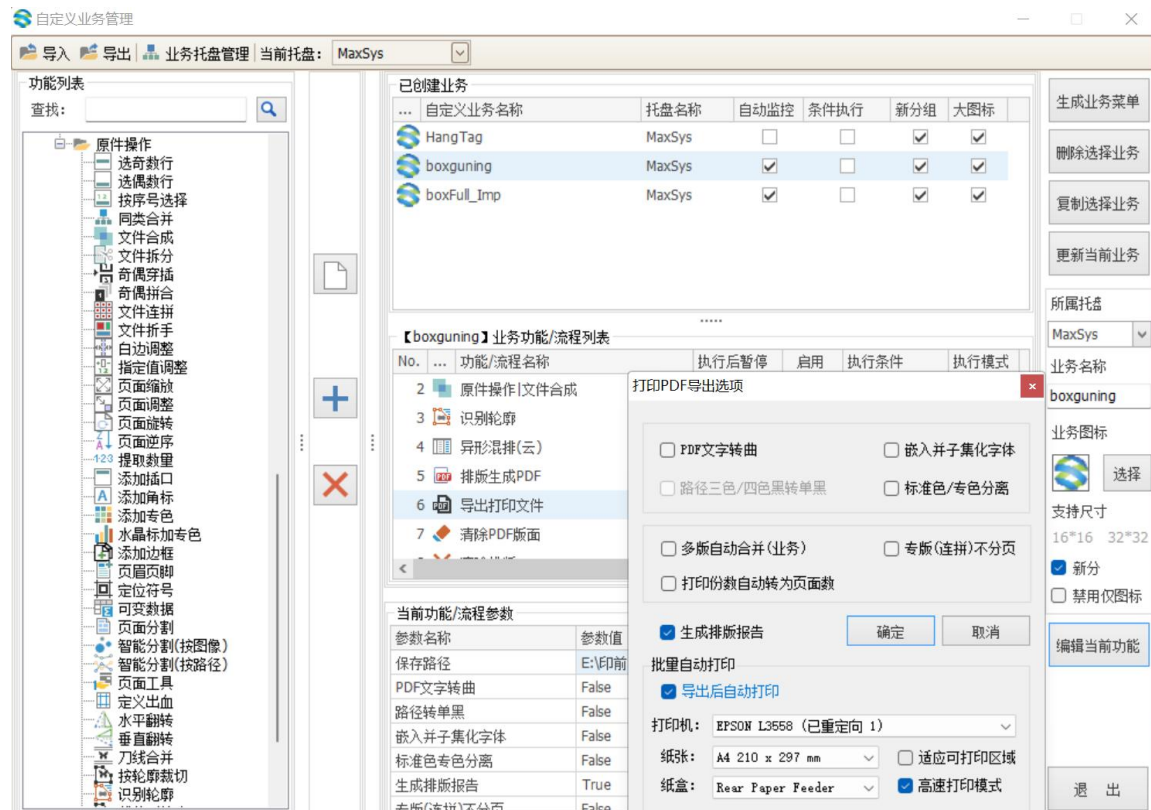 自定义业务管理
导入 导出 业务托盘管理 当前托盘: MaxSys
功能列表
查找:
原件操作
选奇数行
选偶数行
按序号选择
同类合并
文件合成
文件拆分
奇偶穿插
奇偶拼合
文件连拼
文件折手
白边调整
指定值调整
页面缩放
页面调整
页面旋转
页面逆序
提取数量
添加插口
添加角标
添加专色
水晶标加专色
添加边框
页眉页脚
定位符号
可变数据
页面分割
智能分割(按图像)
智能分割(按路径)
页面工具
定义出血
水平翻转
垂直翻转
刀线合并
按轮廓裁切
识别轮廓
已创建业务
... 自定义业务名称 托盘名称 自动监控 条件执行 新分组 大图标
HangTag MaxSys
boxguning MaxSys
boxFull_Imp MaxSys
【boxguning】业务功能/流程列表
No. ... 功能/流程名称 执行后暂停 启用 执行条件 执行模式
2 原件操作|文件合成
3 识别轮廓
4 异形混排(云)
5 排版生成PDF
6 导出打印文件
7 清除PDF版面
当前功能/流程参数
参数名称 参数值
保存路径 E:\印前
PDF文字转曲 False
路径转单黑 False
嵌入并子集化字体 False
标准色专色分离 False
生成排版报告 True
专版(连拼)不分页 False
打印PDF导出选项
PDF文字转曲 嵌入并子集化字体
路径三色/四色黑转单黑 标准色/专色分离
多版自动合并(业务) 专版(连拼)不分页
打印份数自动转为页面数
生成排版报告 确定 取消
批量自动打印
导出后自动打印
打印机: EPSON L3558 (已重定向 1)
纸张: A4 210 x 297 mm 适应可打印区域
纸盒: Rear Paper Feeder 高速打印模式
生成业务菜单
删除选择业务
复制选择业务
更新当前业务
所属托盘
MaxSys
业务名称
boxguning
业务图标
选择
支持尺寸
16*16 32*32
新分
禁用仅图标
编辑当前功能
退 出